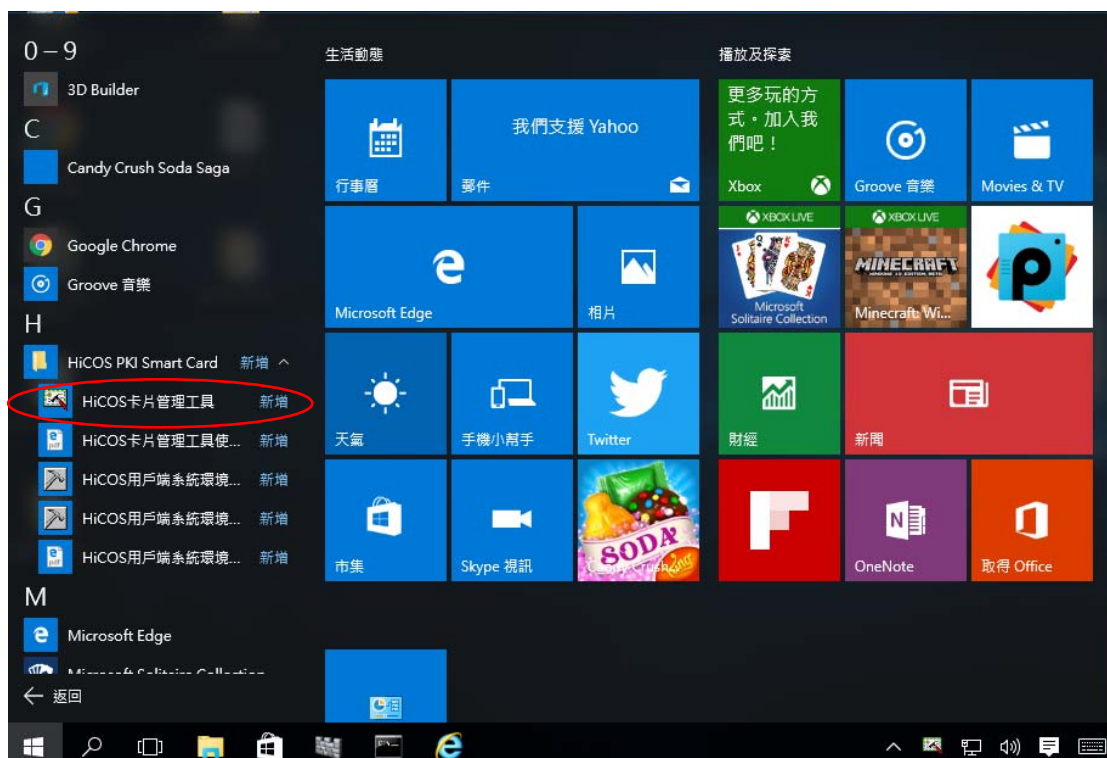 0 – 9
3D Builder
C
Candy Crush Soda Saga
G
Google Chrome
Groove 音樂
H
HiCOS PKI Smart Card 新增
HiCOS卡片管理工具 新增
HiCOS卡片管理工具使... 新增
HiCOS用戶端系統環境... 新增
HiCOS用戶端系統環境... 新增
HiCOS用戶端系統環境... 新增
M
Microsoft Edge
Microsoft Solitaire Collection
返回
生活動態
行事曆
我們支援 Yahoo
郵件
Microsoft Edge
相片
天氣
手機小幫手
Twitter
市集
Skype 視訊
SODA
Candy Crush...
播放及探索
更多玩的方
式。加入我
們吧！
Xbox
Groove 音樂
Movies & TV
XBOX LIVE
Microsoft
Solitaire Collection
XBOX LIVE
MINECRAFT
Minecraft: Wi...
財經
新聞
OneNote
取得 Office